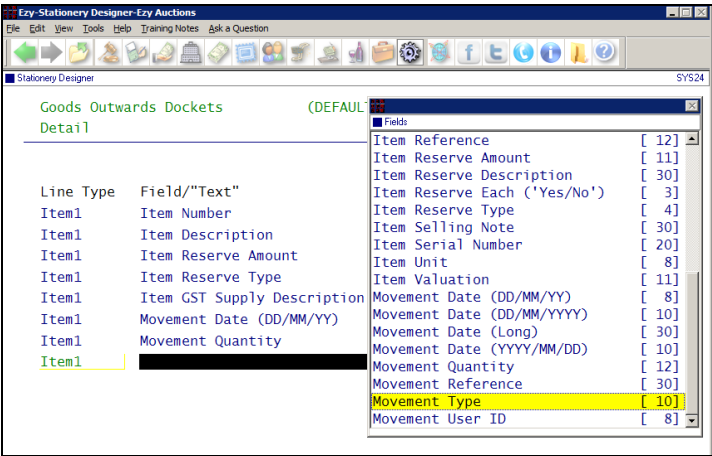 Ezy-Stationery Designer-Ezy Auctions
File Edit View Tools Help Training Notes Ask a Question
Stationery Designer SYS24
Goods Outwards Dockets (DEFAUL
Detail
Line Type Field/"Text"
Item1 Item Number
Item1 Item Description
Item1 Item Reserve Amount
Item1 Item Reserve Type
Item1 Item GST Supply Description
Item1 Movement Date (DD/MM/YY)
Item1 Movement Quantity
Item1
Fields
Item Reference [ 12]
Item Reserve Amount [ 11]
Item Reserve Description [ 30]
Item Reserve Each ('Yes/No') [ 3]
Item Reserve Type [ 4]
Item Selling Note [ 30]
Item Serial Number [ 20]
Item Unit [ 8]
Item Valuation [ 11]
Movement Date (DD/MM/YY) [ 8]
Movement Date (DD/MM/YYYY) [ 10]
Movement Date (Long) [ 30]
Movement Date (YYYY/MM/DD) [ 10]
Movement Quantity [ 12]
Movement Reference [ 30]
Movement Type [ 10]
Movement User ID [ 8]